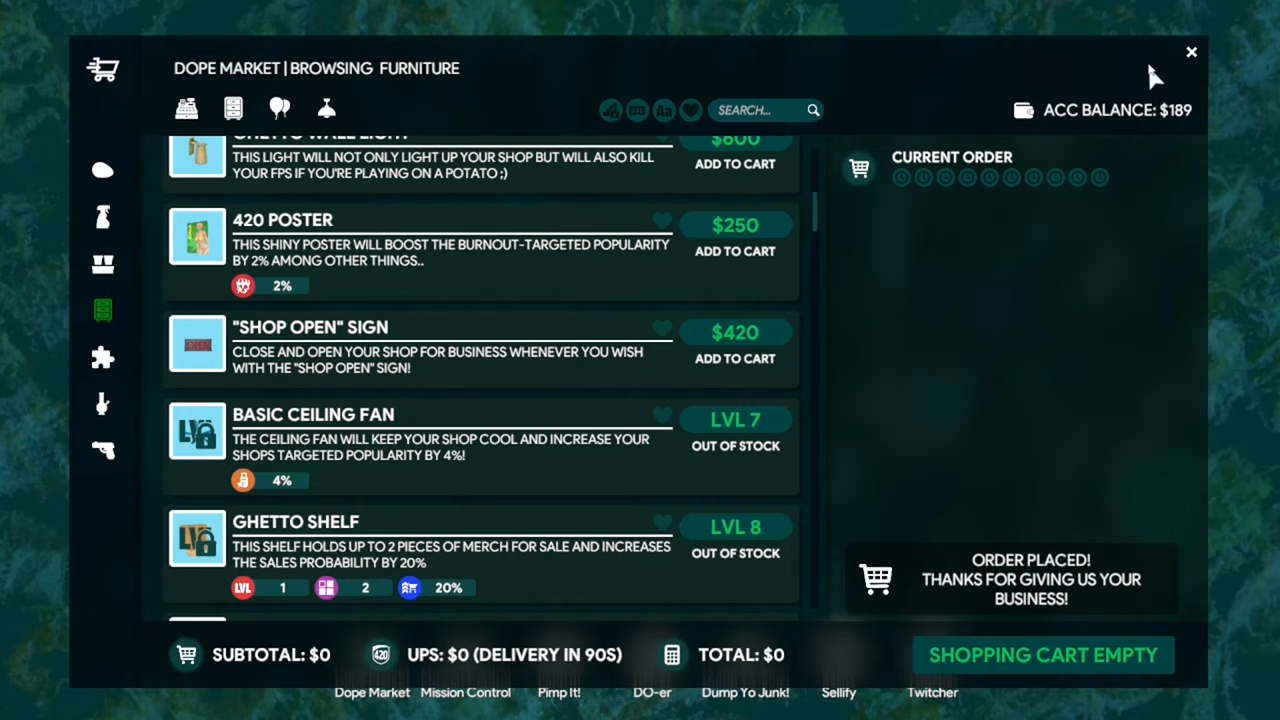 DOPE MARKET | BROWSING FURNITURE
SEARCH...
ACC BALANCE: $189
GHETTO WALL LIGHT
THIS LIGHT WILL NOT ONLY LIGHT UP YOUR SHOP BUT WILL ALSO KILL
YOUR FPS IF YOU'RE PLAYING ON A POTATO ;)
$600
ADD TO CART
420 POSTER
THIS SHINY POSTER WILL BOOST THE BURNOUT-TARGETED POPULARITY
BY 2% AMONG OTHER THINGS..
2%
$250
ADD TO CART
"SHOP OPEN" SIGN
CLOSE AND OPEN YOUR SHOP FOR BUSINESS WHENEVER YOU WISH
WITH THE "SHOP OPEN" SIGN!
$420
ADD TO CART
BASIC CEILING FAN
THE CEILING FAN WILL KEEP YOUR SHOP COOL AND INCREASE YOUR
SHOPS TARGETED POPULARITY BY 4%!
4%
LVL 7
OUT OF STOCK
GHETTO SHELF
THIS SHELF HOLDS UP TO 2 PIECES OF MERCH FOR SALE AND INCREASES
THE SALES PROBABILITY BY 20%
LVL 1 2 20%
LVL 8
OUT OF STOCK
CURRENT ORDER
ORDER PLACED!
THANKS FOR GIVING US YOUR
BUSINESS!
SUBTOTAL: $0
420 UPS: $0 (DELIVERY IN 90S)
TOTAL: $0
SHOPPING CART EMPTY
Dope Market Mission Control Pimp It! DO-er Dump Yo Junk! Sellify Twitcher